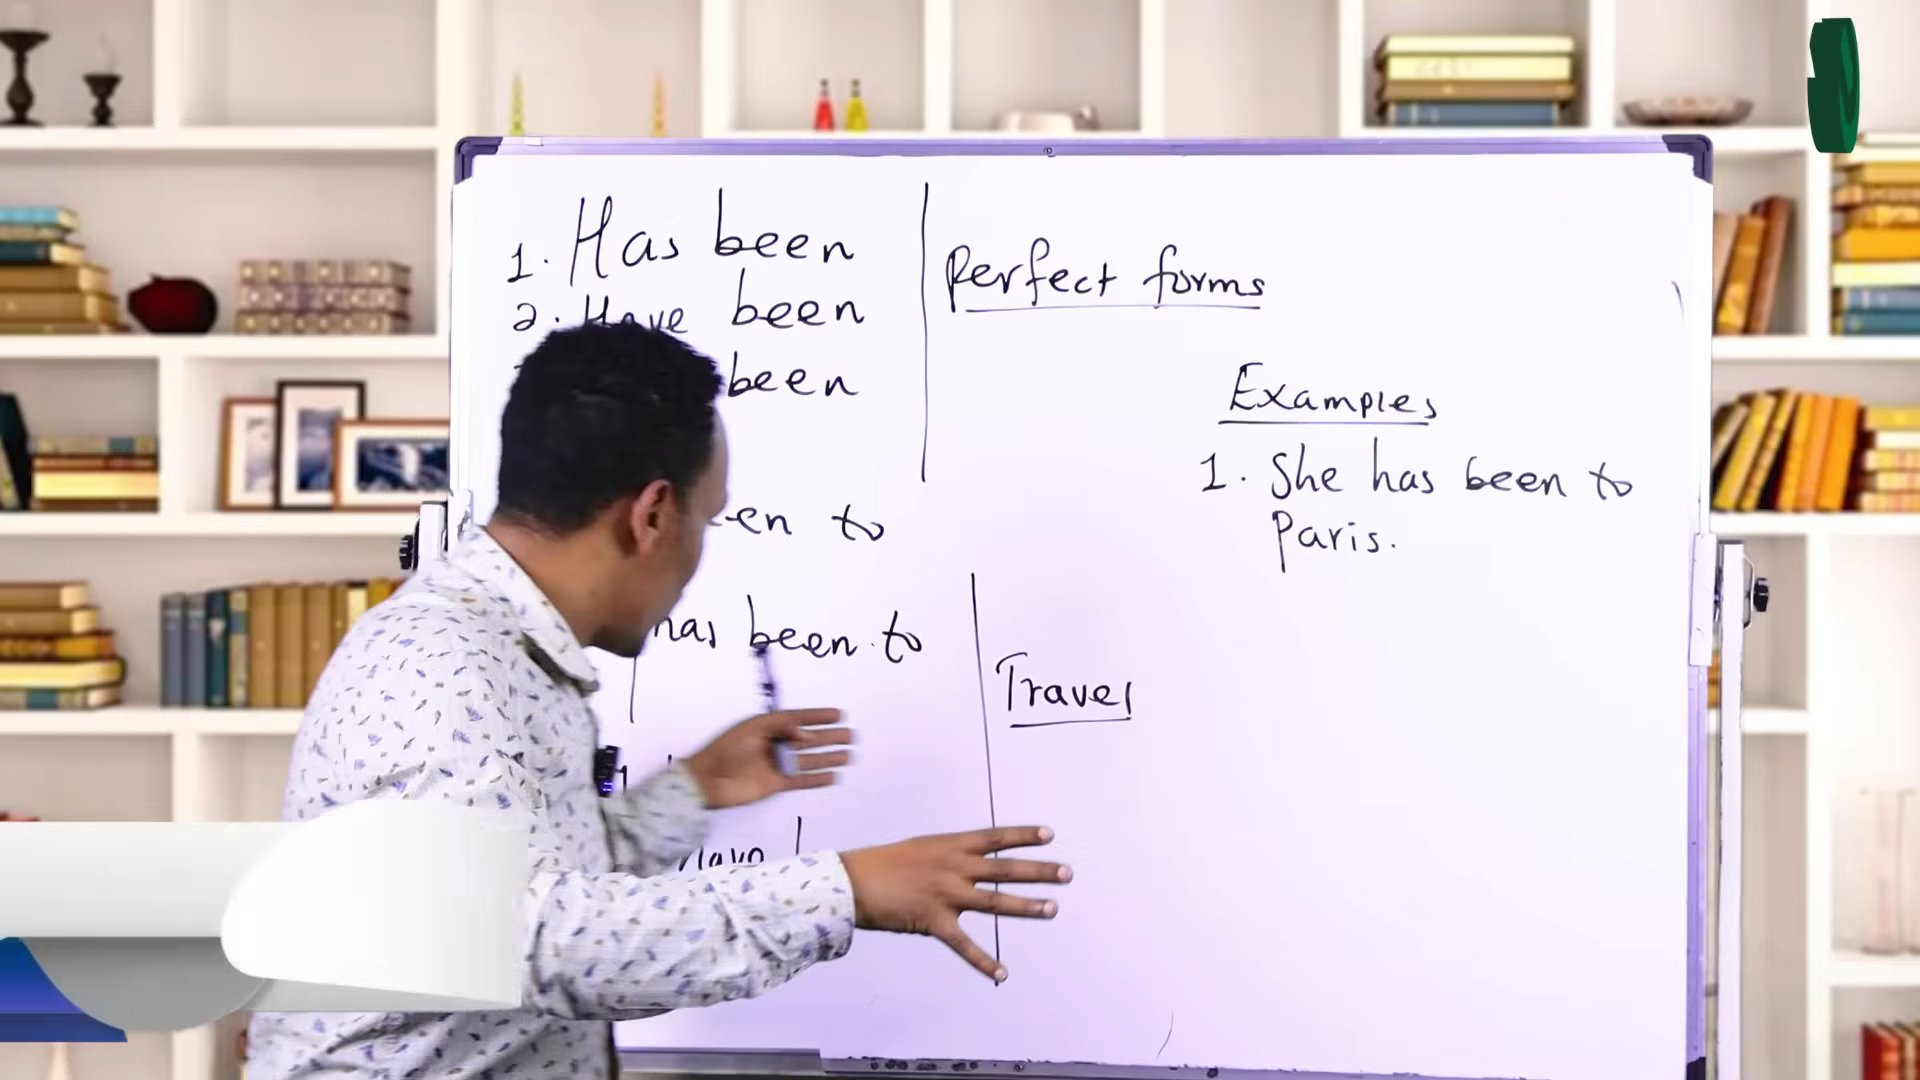 1. Has been
2. Have been
been
to
has been to
Perfect forms
Examples
1. She has been to
Paris.
Travel